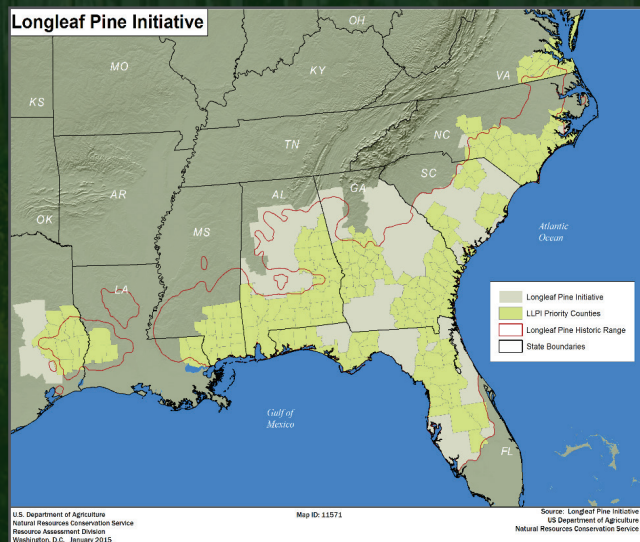 Longleaf Pine Initiative
OH
MO
KY
VA
KS
TN
NC
AR
SC
OK
AL
GA
MS
LA
Atlantic
Ocean
Longleaf Pine Initiative
LLPI Priority Counties
Longleaf Pine Historic Range
State Boundaries
Gulf of
Mexico
FL
U.S. Department of Agriculture
Natural Resources Conservation Service
Resource Assessment Division
Washington, D.C. January 2015
Map ID: 11571
Source: Longleaf Pine Initiative
US Department of Agriculture
Natural Resources Conservation Service